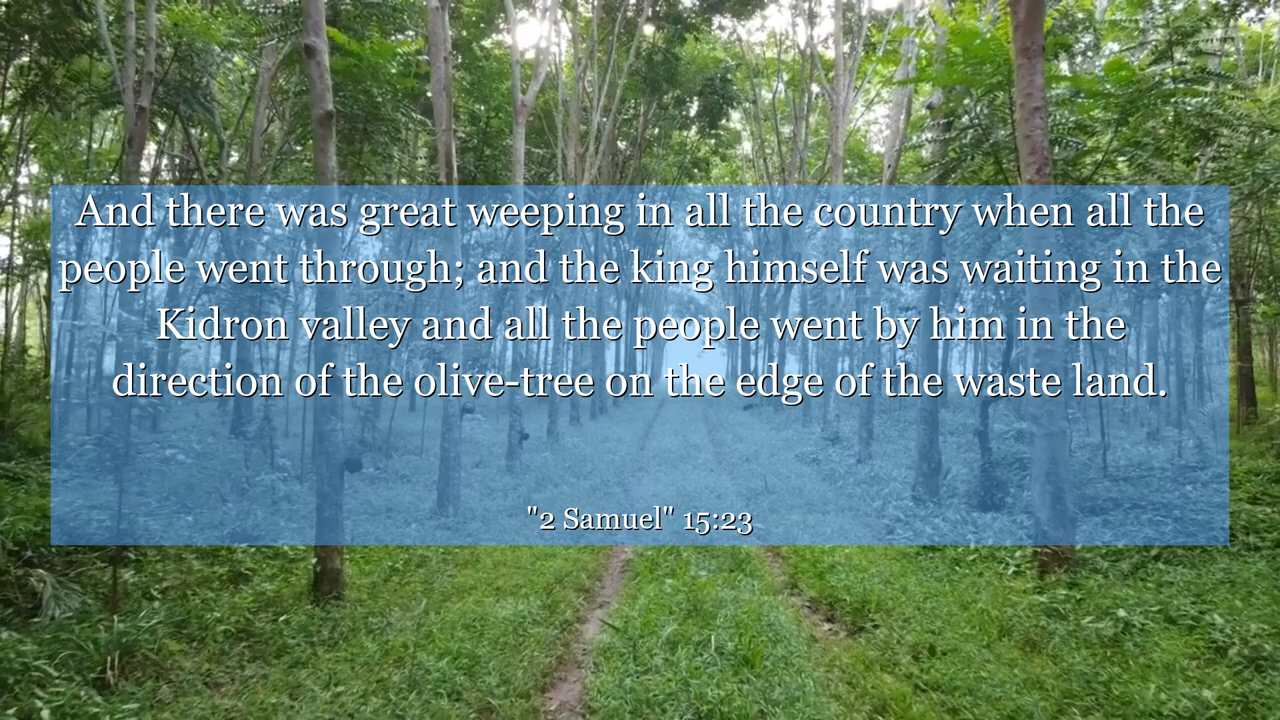 And there was great weeping in all the country when all the
people went through; and the king himself was waiting in the
Kidron valley and all the people went by him in the
direction of the olive-tree on the edge of the waste land.
"2 Samuel" 15:23